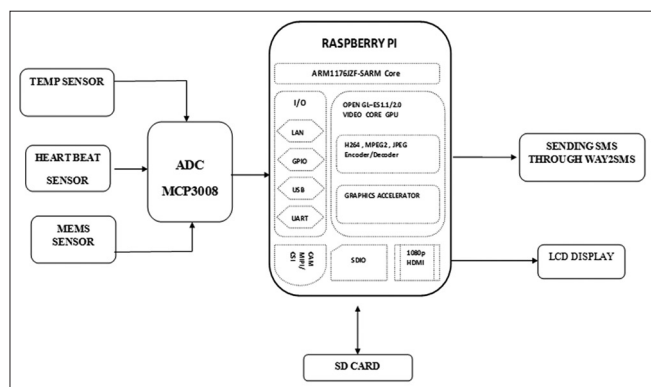 TEMP SENSOR
HEART BEAT
SENSOR
MEMS
SENSOR
ADC
MCP3008
RASPBERRY PI
ARM1176JZF-SARM Core
I/O
LAN
GPIO
USB
UART
OPEN GL-ES1.1/2.0
VIDEO CORE GPU
H264, MPEG2, JPEG
Encoder/Decoder
GRAPHICS ACCELERATOR
CAM
MIPI/
CSI
SDIO
1080p
HDMI
SENDING SMS
THROUGH WAY2SMS
LCD DISPLAY
SD CARD